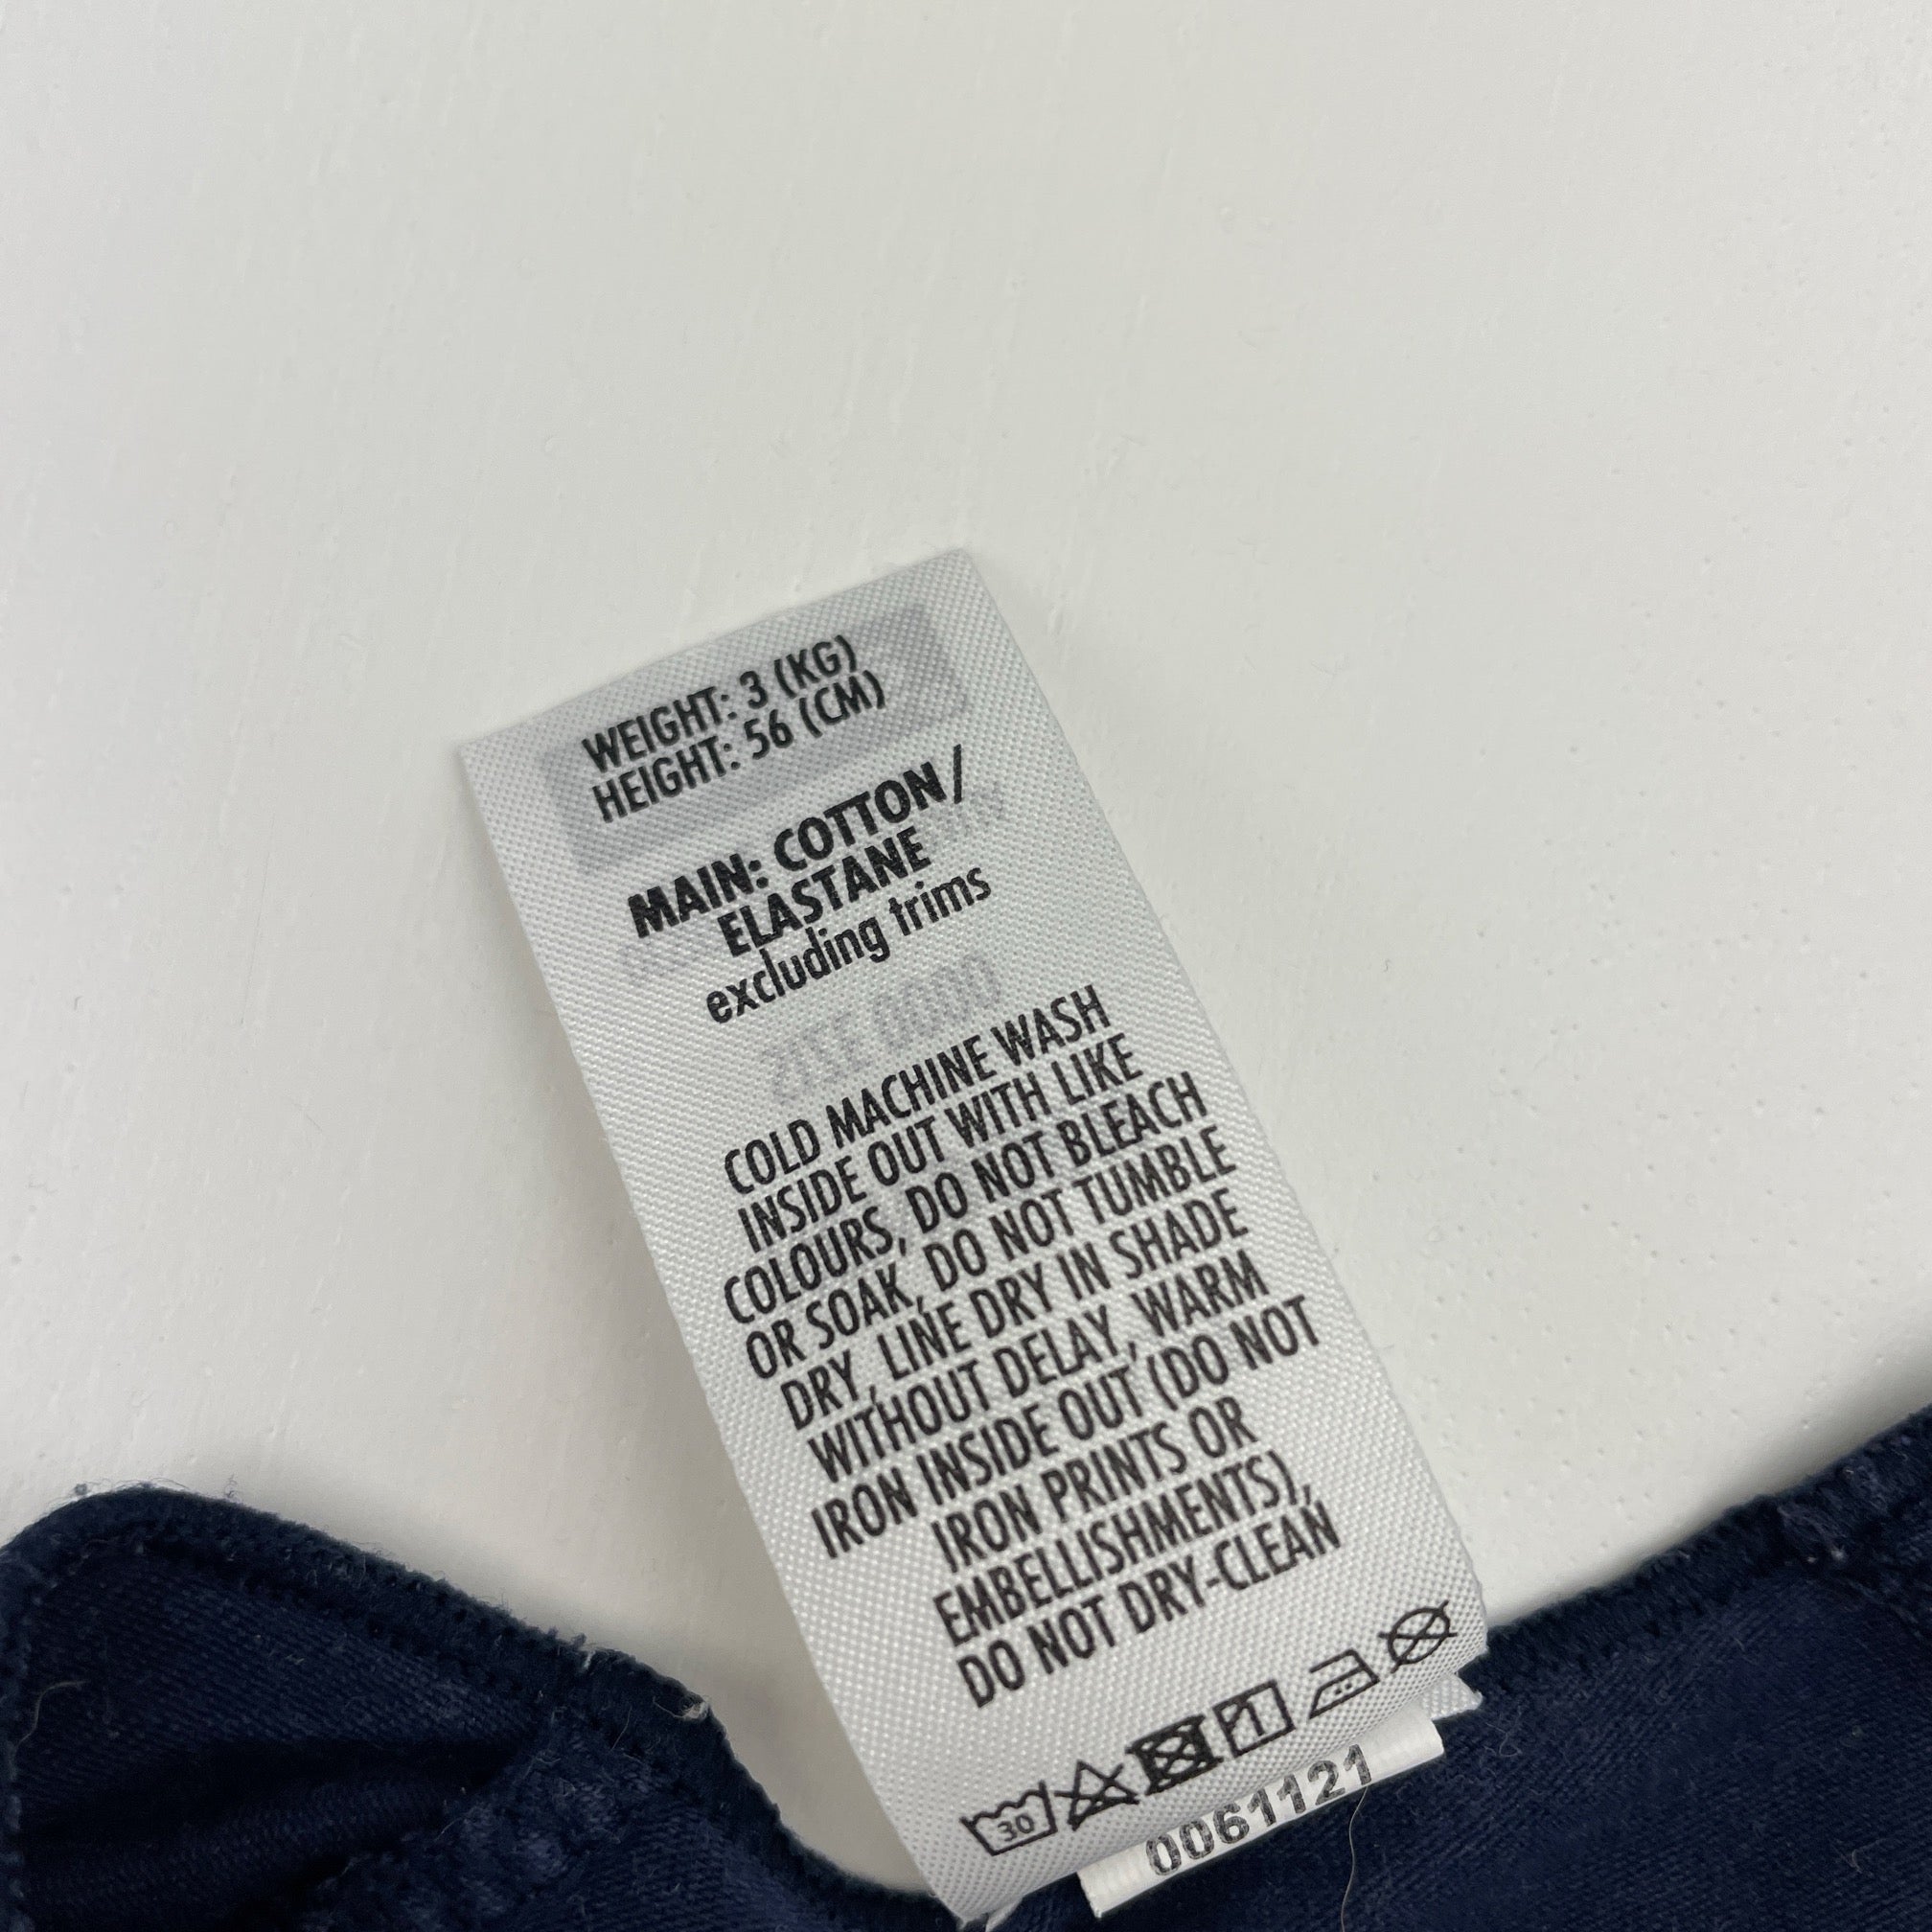 WEIGHT: 3 (KG)
HEIGHT: 56 (CM)
MAIN: COTTON/
ELASTANE
excluding trims
COLD MACHINE WASH
INSIDE OUT WITH LIKE
COLOURS, DO NOT BLEACH
OR SOAK, DO NOT TUMBLE
DRY, LINE DRY IN SHADE
WITHOUT DELAY, WARM
IRON INSIDE OUT (DO NOT
IRON PRINTS OR
EMBELLISHMENTS),
DO NOT DRY-CLEAN
30
1
0061121